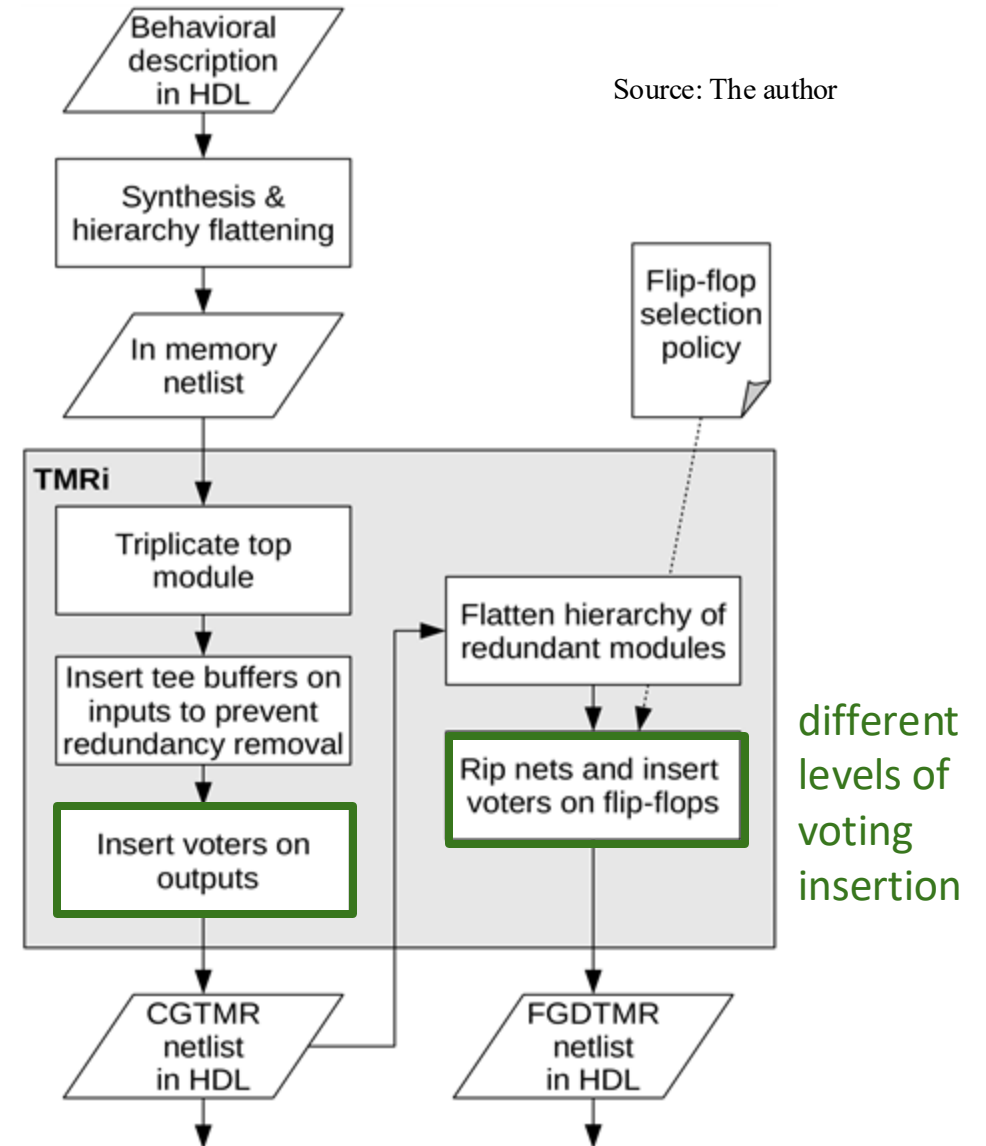 Behavioral
description
in HDL
Source: The author
Synthesis &
hierarchy flattening
Flip-flop
selection
policy
In memory
netlist
TMRi
Triplicate top
module
Flatten hierarchy of
redundant modules
Insert tee buffers on
inputs to prevent
redundancy removal
Rip nets and insert
voters on flip-flops
different
levels of
voting
insertion
Insert voters on
outputs
CGTMR
netlist
in HDL
FGDTMR
netlist
in HDL